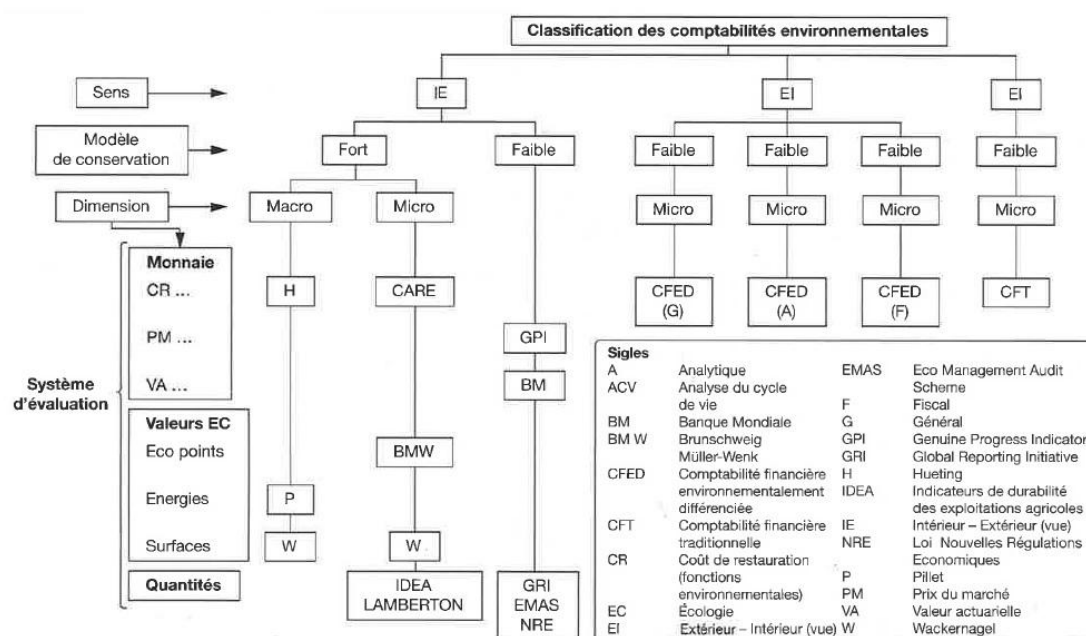 Classification des comptabilités environnementales
Sens
IE
EI
EI
Modèle
de conservation
Fort
Faible
Faible
Faible
Faible
Faible
Dimension
Macro
Micro
Micro
Micro
Micro
Micro
Système
d'évaluation
Monnaie
CR ...
H
CARE
CFED
(G)
CFED
(A)
CFED
(F)
CFT
PM ...
GPI
VA ...
BM
Valeurs EC
Eco points
BMW
Energies
P
Surfaces
W
W
Quantités
IDEA
LAMBERTON
GRI
EMAS
NRE
Sigles
A Analytique
ACV Analyse du cycle
de vie
BM Banque Mondiale
BM W Brunschweig
Müller-Wenk
CFED Comptabilité financière
environnementalement
différenciée
CFT Comptabilité financière
traditionnelle
CR Coût de restauration
(fonctions
environnementales)
EC Écologie
EI Extérieur – Intérieur (vue)
EMAS Eco Management Audit
Scheme
F Fiscal
G Général
GPI Genuine Progress Indicator
GRI Global Reporting Initiative
H Hueting
IDEA Indicateurs de durabilité
des exploitations agricoles
IE Intérieur – Extérieur (vue)
NRE Loi Nouvelles Régulations
Economiques
P Pillet
PM Prix du marché
VA Valeur actuarielle
W Wackernagel